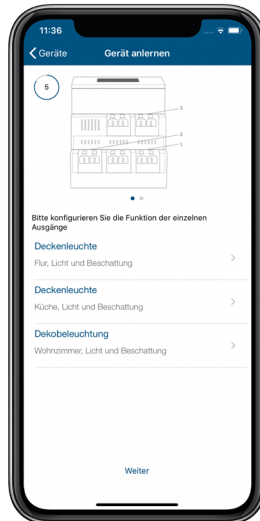 11:36
Geräte
Gerät anlernen
5
3
2
1
Bitte konfigurieren Sie die Funktion der einzelnen
Ausgänge
Deckenleuchte
Flur, Licht und Beschattung
Deckenleuchte
Küche, Licht und Beschattung
Dekobeleuchtung
Wohnzimmer, Licht und Beschattung
Weiter